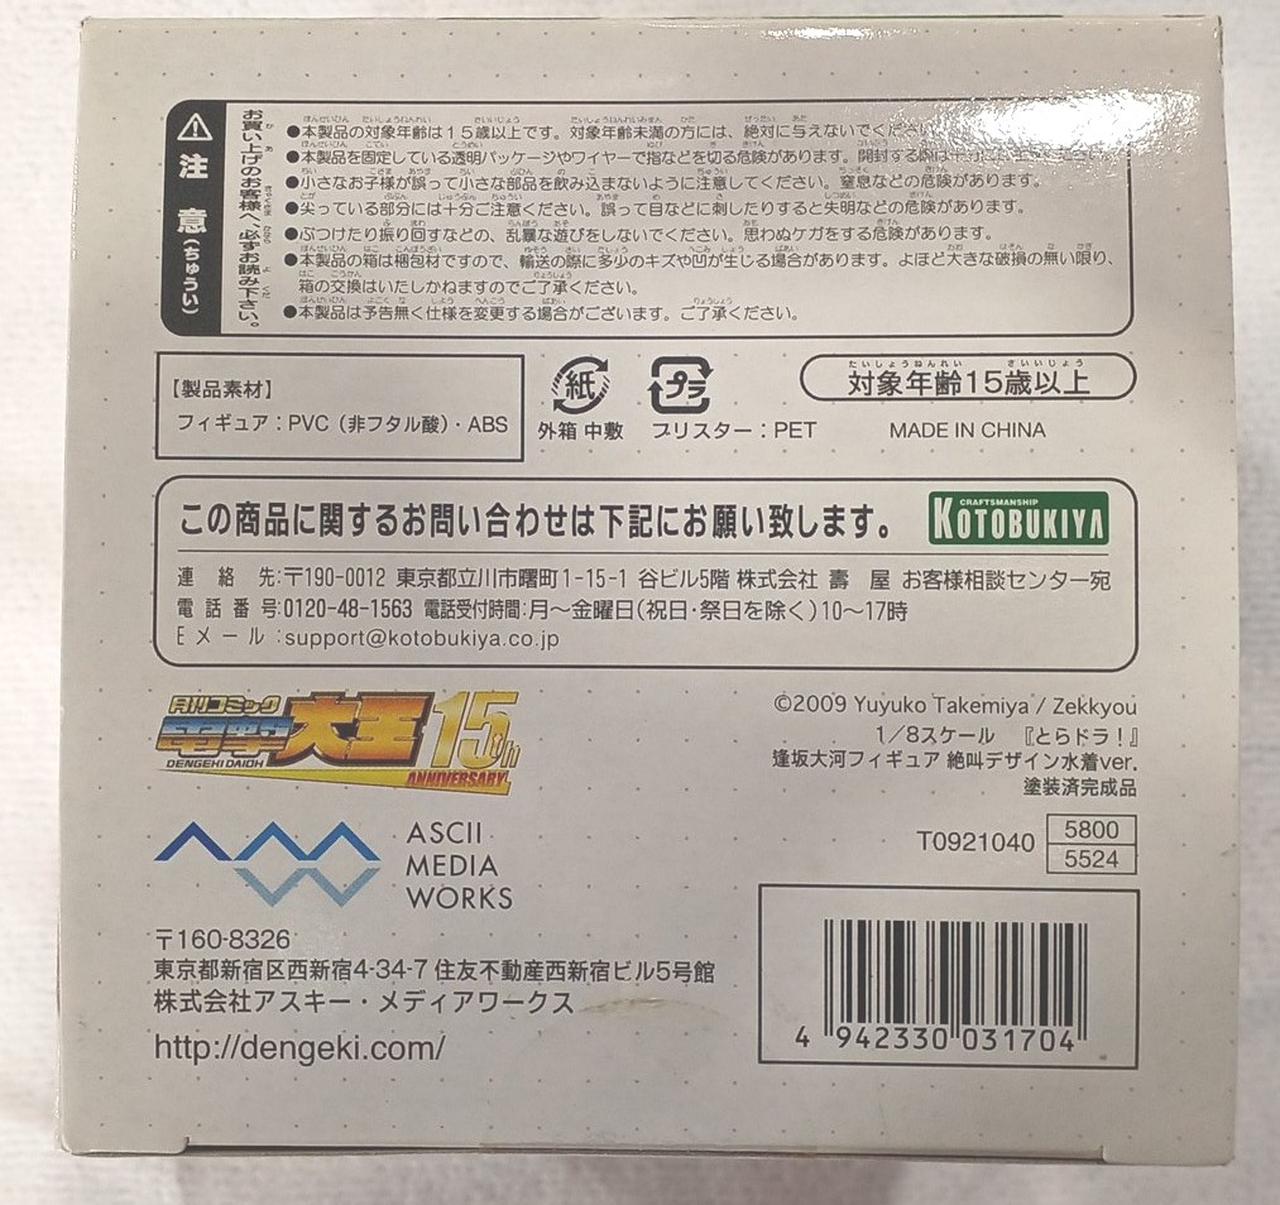 注意(ちゅうい)
お買い上げのお客様へ、必ずお読み下さい。
●本製品の対象年齢は15歳以上です。対象年齢未満の方には、絶対に与えないでください
●本製品を固定している透明パッケージやワイヤーで指などを切る危険があります。開封する際は
●小さなお子様が誤って小さな部品を飲み込まないように注意してください。窒息などの危険があります。
●尖っている部分には十分ご注意ください。誤って目などに刺したりすると失明などの危険があります。
●ぶつけたり振り回すなどの、乱暴な遊びをしないでください。思わぬケガをする危険があります。
●本製品の箱は梱包材ですので、輸送の際に多少のキズや凹が生じる場合があります。よほど大きな破損の無い限り、
箱の交換はいたしかねますのでご了承ください。
●本製品は予告無く仕様を変更する場合がございます。ご了承ください。
【製品素材】
フィギュア:PVC(非フタル酸)・ABS
紙
外箱 中敷
プラ
ブリスター:PET
たいしょうねんれい さいいじょう
対象年齢15歳以上
MADE IN CHINA
この商品に関するお問い合わせは下記にお願い致します。
CRAFTSMANSHIP
KOTOBUKIYA
連絡先:〒190-0012 東京都立川市曙町1-15-1 谷ビル5階 株式会社 壽 屋 お客様相談センター宛
電話番号:0120-48-1563 電話受付時間:月〜金曜日(祝日・祭日を除く)10〜17時
Eメール:support@kotobukiya.co.jp
月刊コミック
電撃大王 15th
DENGEKI DAIOH
ANNIVERSARY
©2009 Yuyuko Takemiya / Zekkyou
1/8スケール 『とらドラ!』
逢坂大河フィギュア 絶叫デザイン水着ver.
塗装済完成品
ASCII
MEDIA
WORKS
T0921040
5800
5524
〒160-8326
東京都新宿区西新宿4-34-7 住友不動産西新宿ビル5号館
株式会社アスキー・メディアワークス
http://dengeki.com/
4 942330 031704